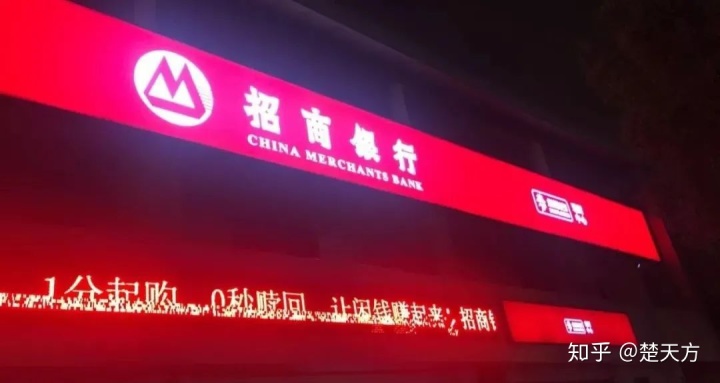 招商银行
CHINA MERCHANTS BANK
1分起购 0秒赎回 让闲钱赚起来 招商
知乎 @楚天方